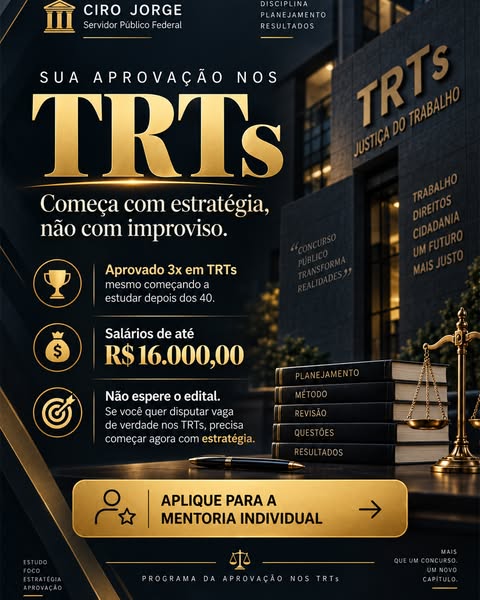 CIRO JORGE
Servidor Público Federal
DISCIPLINA
PLANEJAMENTO
RESULTADOS
SUA APROVAÇÃO NOS
TRTs
Começa com estratégia,
não com improviso.
Aprovado 3x em TRTs
mesmo começando a
estudar depois dos 40.
Salários de até
R$ 16.000,00
Não espere o edital.
Se você quer disputar vaga
de verdade nos TRTs, precisa
começar agora com estratégia.
TRTs
JUSTIÇA DO TRABALHO
TRABALHO
DIREITOS
CIDADANIA
UM FUTURO
MAIS JUSTO
“CONCURSO
PÚBLICO
TRANSFORMA
REALIDADES.”
PLANEJAMENTO
MÉTODO
REVISÃO
QUESTÕES
RESULTADOS
APLIQUE PARA A
MENTORIA INDIVIDUAL
ESTUDO
FOCO
ESTRATÉGIA
APROVAÇÃO
PROGRAMA DA APROVAÇÃO NOS TRTs
MAIS
QUE UM CONCURSO.
UM NOVO
CAPÍTULO.